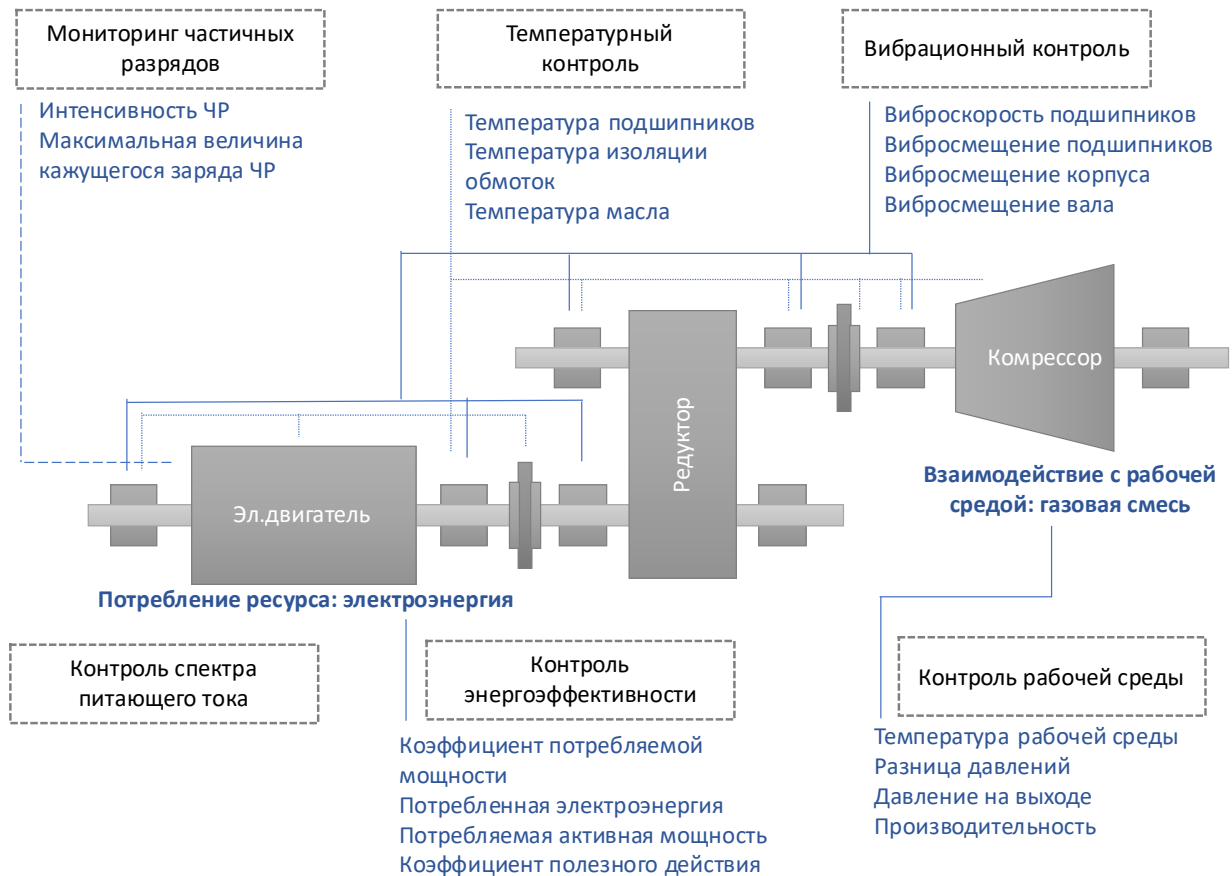 Мониторинг частичных
разрядов
Интенсивность ЧР
Максимальная величина
кажущегося заряда ЧР
Температурный
контроль
Температура подшипников
Температура изоляции
обмоток
Температура масла
Вибрационный контроль
Виброскорость подшипников
Вибросмещение подшипников
Вибросмещение корпуса
Вибросмещение вала
Компрессор
Редуктор
Эл.двигатель
Взаимодействие с рабочей
средой: газовая смесь
Потребление ресурса: электроэнергия
Контроль спектра
питающего тока
Контроль
энергоэффективности
Коэффициент потребляемой
мощности
Потребленная электроэнергия
Потребляемая активная мощность
Коэффициент полезного действия
Контроль рабочей среды
Температура рабочей среды
Разница давлений
Давление на выходе
Производительность